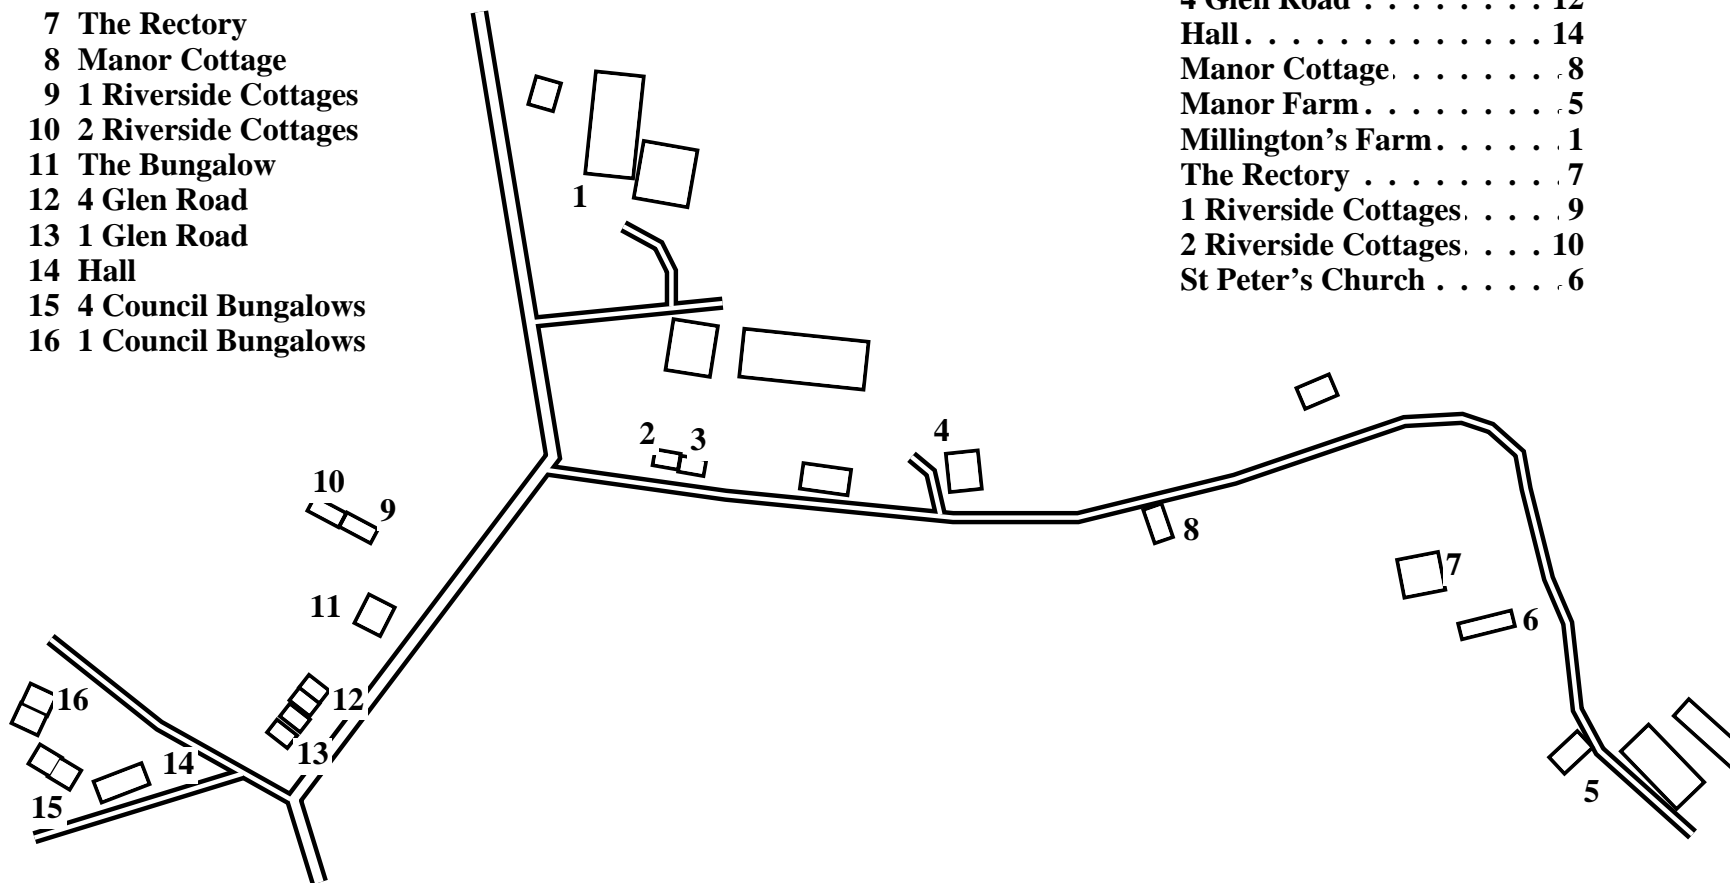 7 The Rectory
8 Manor Cottage
9 1 Riverside Cottages
10 2 Riverside Cottages
11 The Bungalow
12 4 Glen Road
13 1 Glen Road
14 Hall
15 4 Council Bungalows
16 1 Council Bungalows
4 Glen Road . . . . . . . . 12
Hall . . . . . . . . . . . . . 14
Manor Cottage. . . . . . . . 8
Manor Farm . . . . . . . . . 5
Millington's Farm . . . . . . 1
The Rectory . . . . . . . . . 7
1 Riverside Cottages. . . . . 9
2 Riverside Cottages. . . . 10
St Peter's Church . . . . . . 6
1
2
3
4
10
9
8
7
11
6
16
12
13
14
15
5